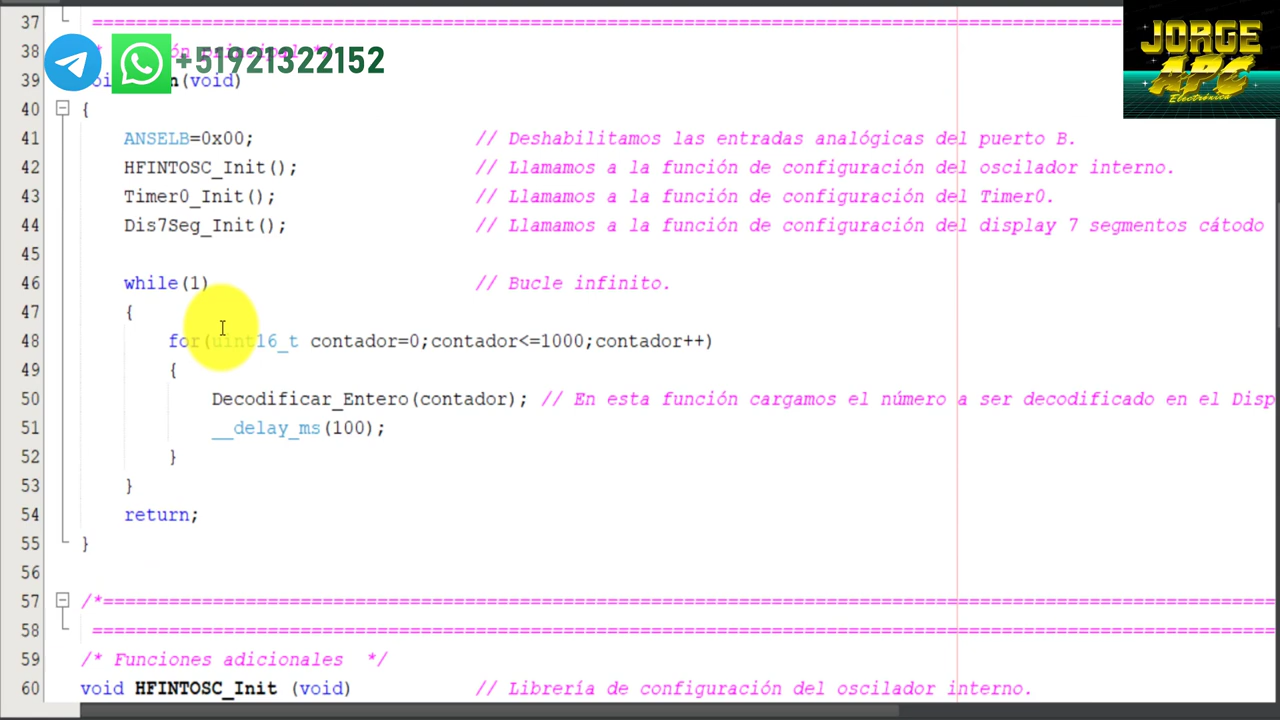 JORGE
APC
Electrónica
+51921322152
37
38
39 (void)
40 {
41 ANSELB=0x00; // Deshabilitamos las entradas analógicas del puerto B.
42 HFINTOSC_Init(); // Llamamos a la función de configuración del oscilador interno.
43 Timer0_Init(); // Llamamos a la función de configuración del Timer0.
44 Dis7Seg_Init(); // Llamamos a la función de configuración del display 7 segmentos cátodo
45
46 while(1) // Bucle infinito.
47 {
48 for(uint16_t contador=0;contador<=1000;contador++)
49 {
50 Decodificar_Entero(contador); // En esta función cargamos el número a ser decodificado en el Disp
51 __delay_ms(100);
52 }
53 }
54 return;
55 }
56
57 /*==============================================================
58 ==============================================================
59 /* Funciones adicionales */
60 void HFINTOSC_Init (void) // Librería de configuración del oscilador interno.